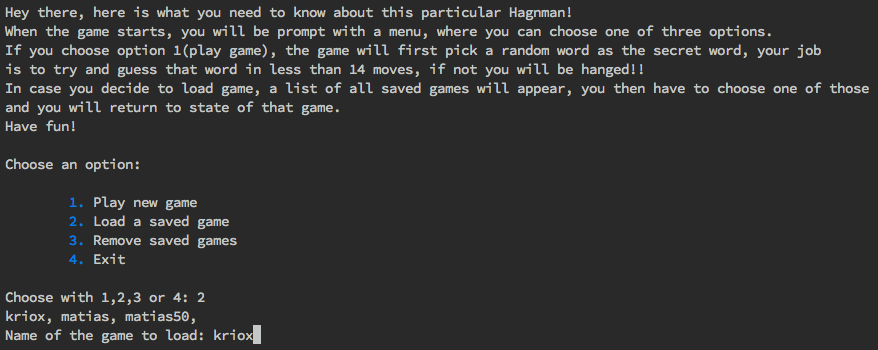 Hey there, here is what you need to know about this particular Hagnman!
When the game starts, you will be prompt with a menu, where you can choose one of three options.
If you choose option 1(play game), the game will first pick a random word as the secret word, your job
is to try and guess that word in less than 14 moves, if not you will be hanged!!
In case you decide to load game, a list of all saved games will appear, you then have to choose one of those
and you will return to state of that game.
Have fun!
Choose an option:
1. Play new game
2. Load a saved game
3. Remove saved games
4. Exit
Choose with 1,2,3 or 4: 2
kriox, matias, matias50,
Name of the game to load: kriox